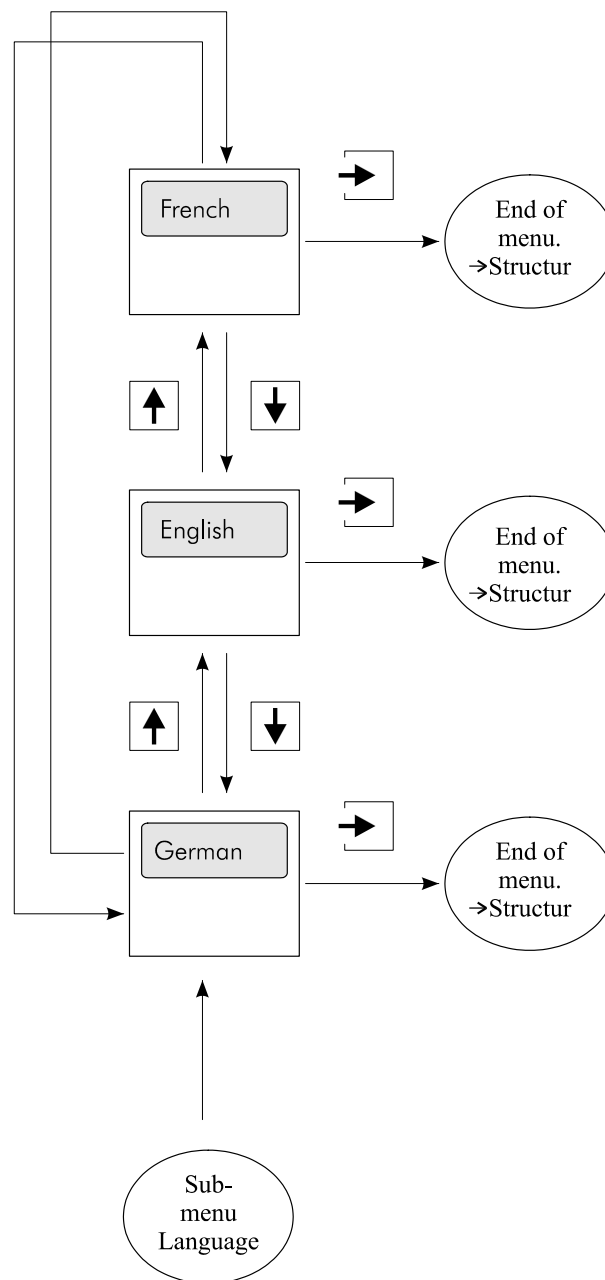 French
End of
menu.
→Structur
English
End of
menu.
→Structur
German
End of
menu.
→Structur
Sub-
menu
Language